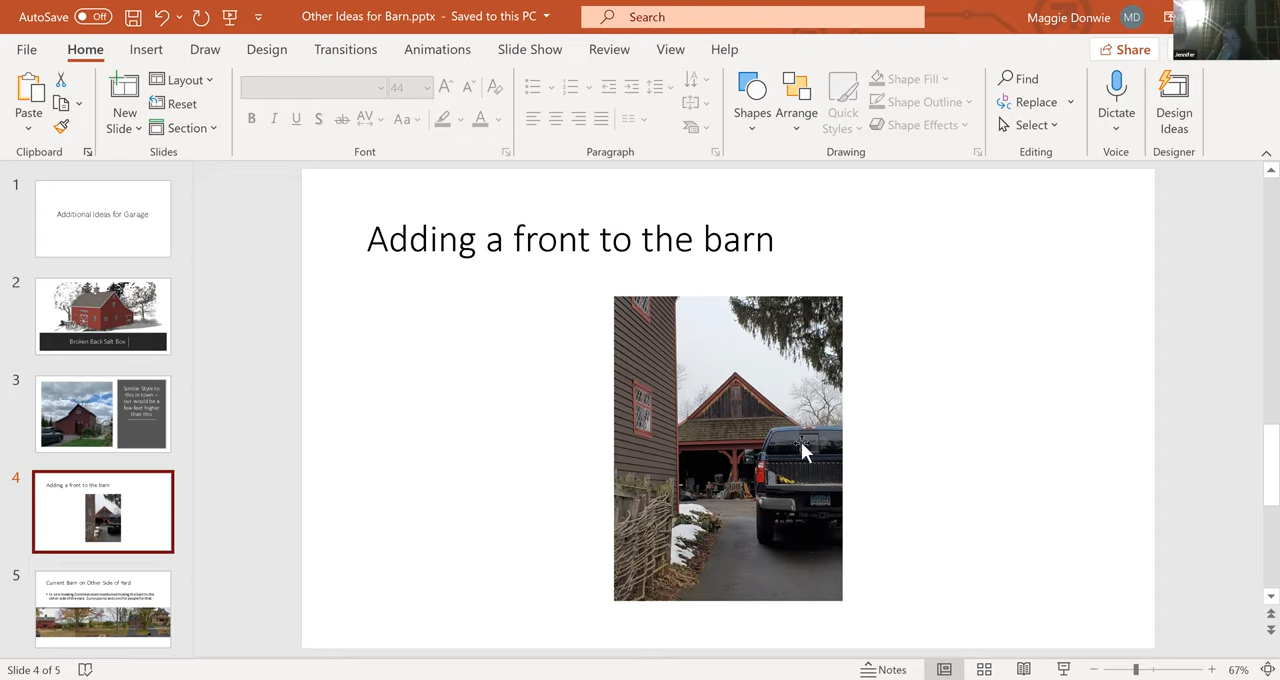 AutoSave Off Other Ideas for Barn.pptx - Saved to this PC Search Maggie Donwie MD
Jennifer
File Home Insert Draw Design Transitions Animations Slide Show Review View Help Share
Paste
Clipboard
New
Slide
Layout
Reset
Section
Slides
44
B I U S ab AV Aa A
Font
Paragraph
Shapes
Arrange
Quick
Styles
Shape Fill
Shape Outline
Shape Effects
Drawing
Find
Replace
Select
Editing
Dictate
Voice
Design
Ideas
Designer
1
Additional Ideas for Garage
2
Broken Back Salt Box
3
Similar Style to
this in town –
our would be a
few feet higher
than this
4
Adding a front to the barn
5
Current Barn on Other Side of Yard
Adding a front to the barn
Slide 4 of 5 Notes 67%